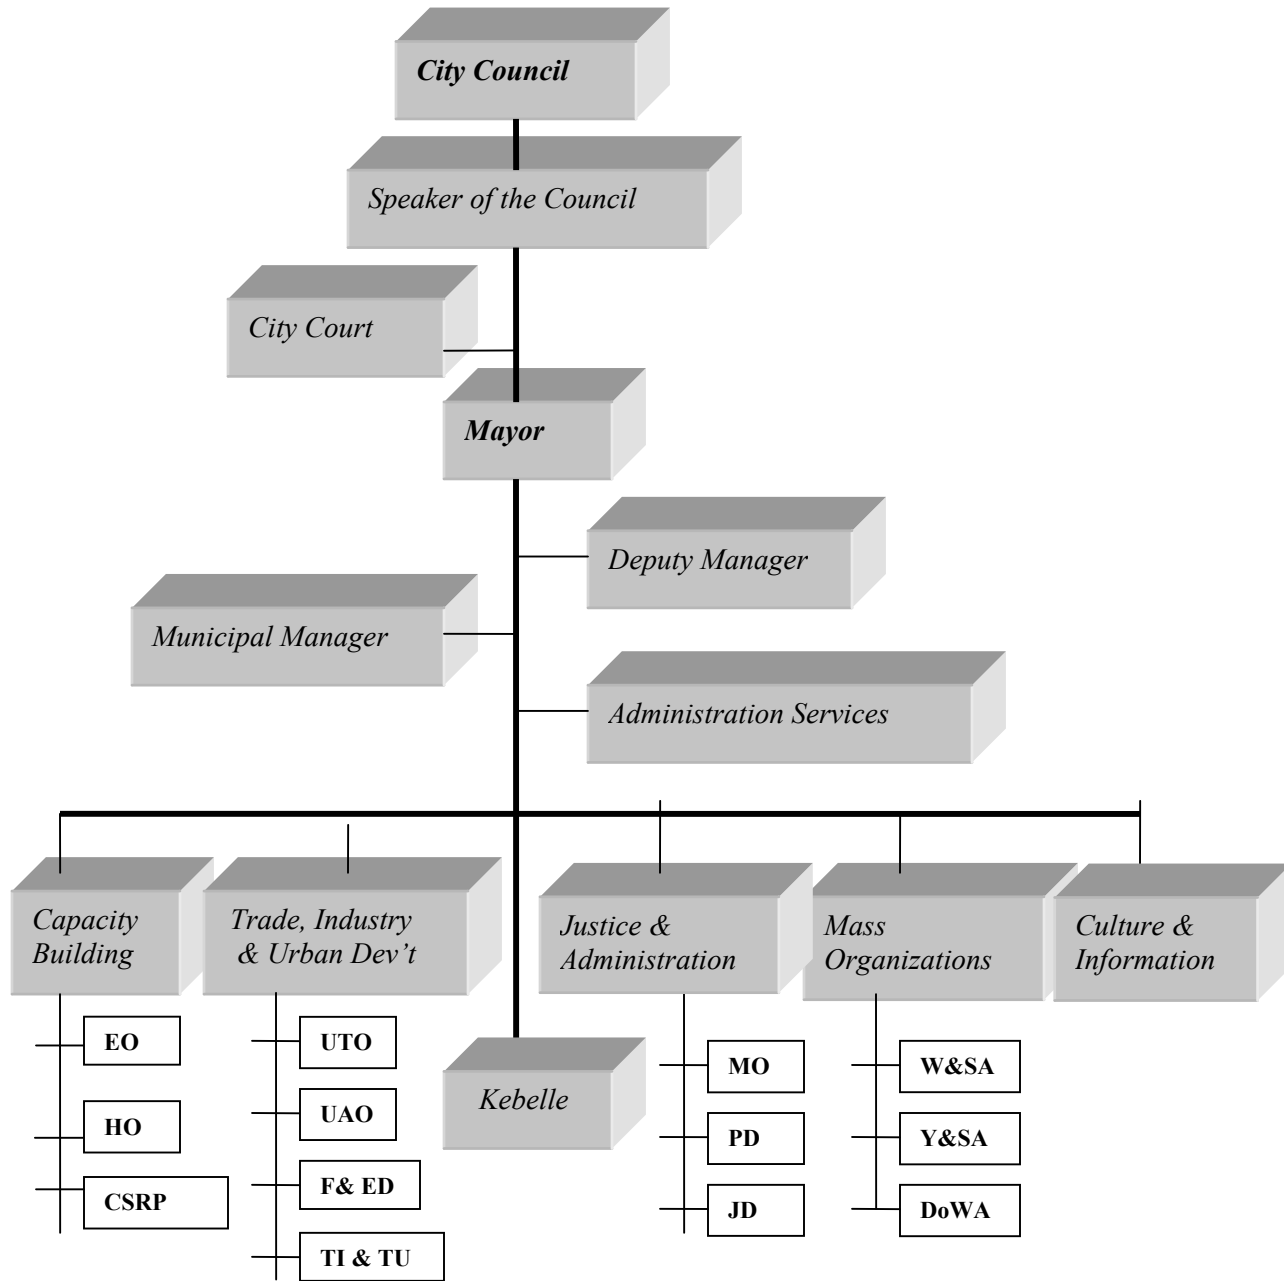 City Council
Speaker of the Council
City Court
Mayor
Deputy Manager
Municipal Manager
Administration Services
Capacity
Building
Trade, Industry
& Urban Dev’t
Justice &
Administration
Mass
Organizations
Culture &
Information
EO
HO
CSRP
UTO
UAO
F& ED
TI & TU
Kebelle
MO
PD
JD
W&SA
Y&SA
DoWA